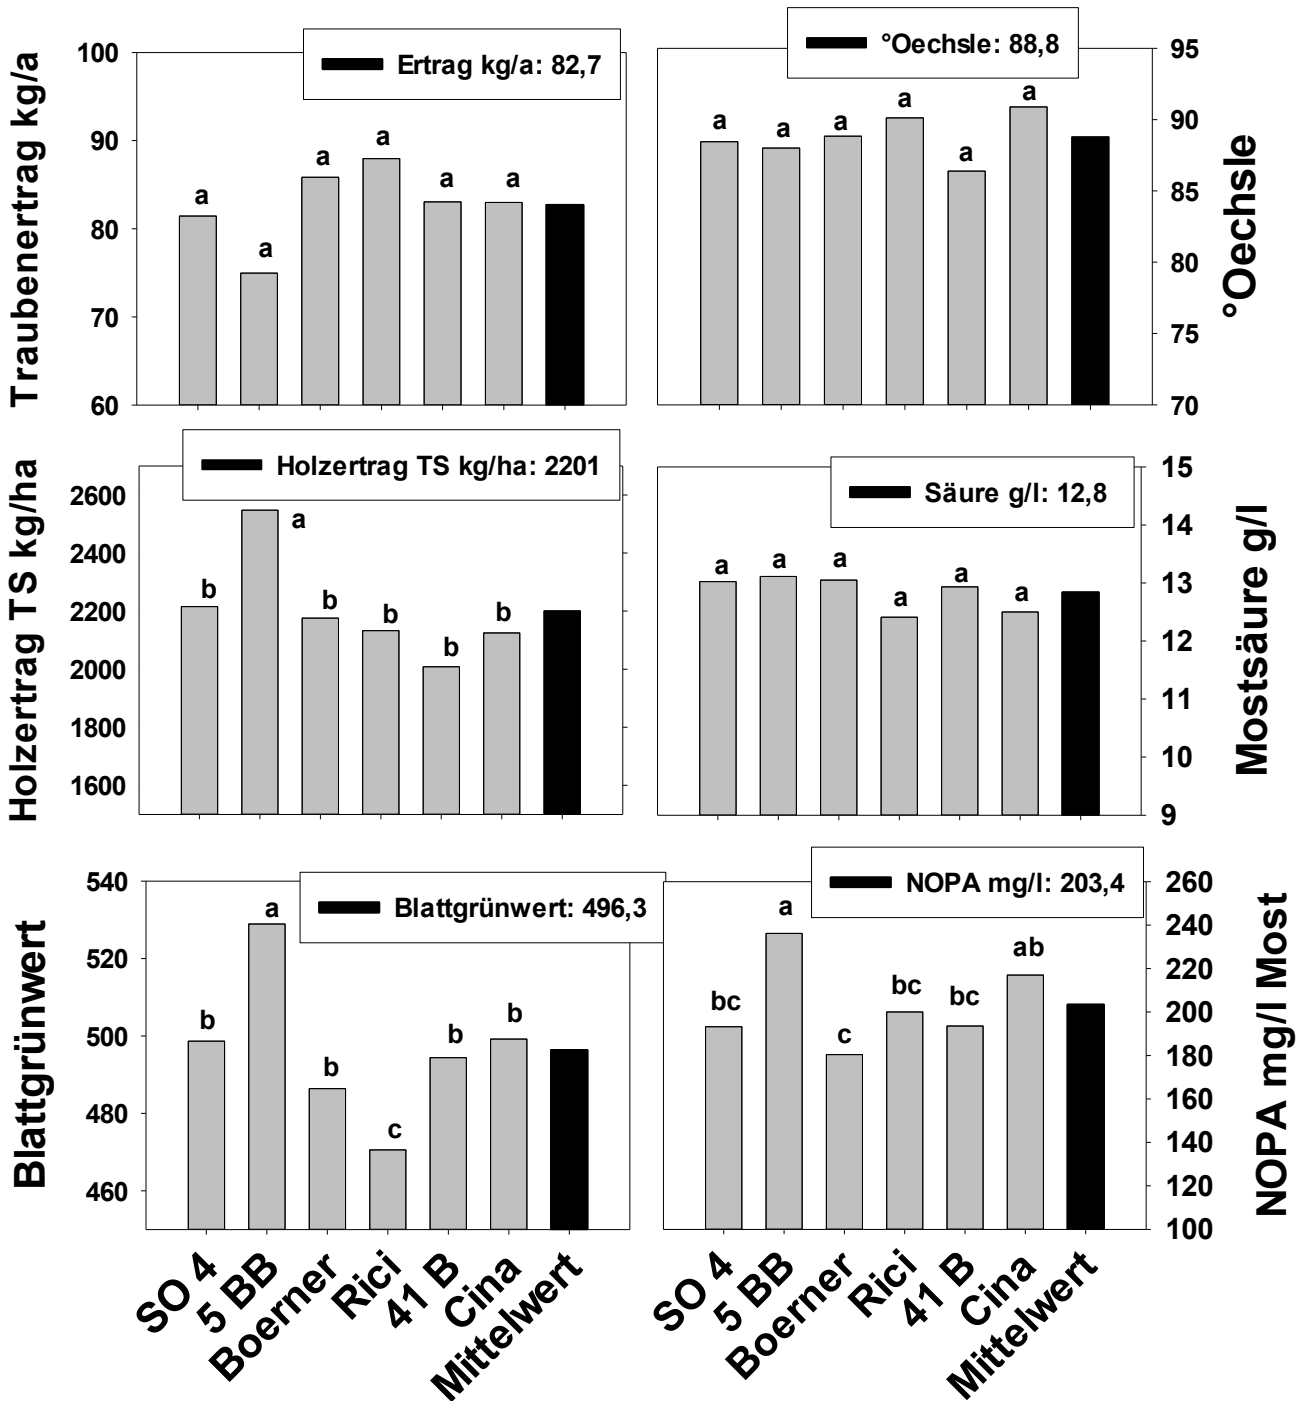 Traubenertrag kg/a
100
90
80
70
60
Ertrag kg/a: 82,7
a
a
a
a
a
a
°Oechsle: 88,8
a
a
a
a
a
a
95
90
85
80
75
70
°Oechsle
Holzertrag TS kg/ha
2600
2400
2200
2000
1800
1600
Holzertrag TS kg/ha: 2201
b
a
b
b
b
b
Säure g/l: 12,8
a
a
a
a
a
a
15
14
13
12
11
10
9
Mostsäure g/l
Blattgrünwert
540
520
500
480
460
Blattgrünwert: 496,3
b
a
b
c
b
b
NOPA mg/l: 203,4
bc
a
c
bc
bc
ab
260
240
220
200
180
160
140
120
100
NOPA mg/l Most
SO 4
5 BB
Boerner
Rici
41 B
Cina
Mittelwert
SO 4
5 BB
Boerner
Rici
41 B
Cina
Mittelwert